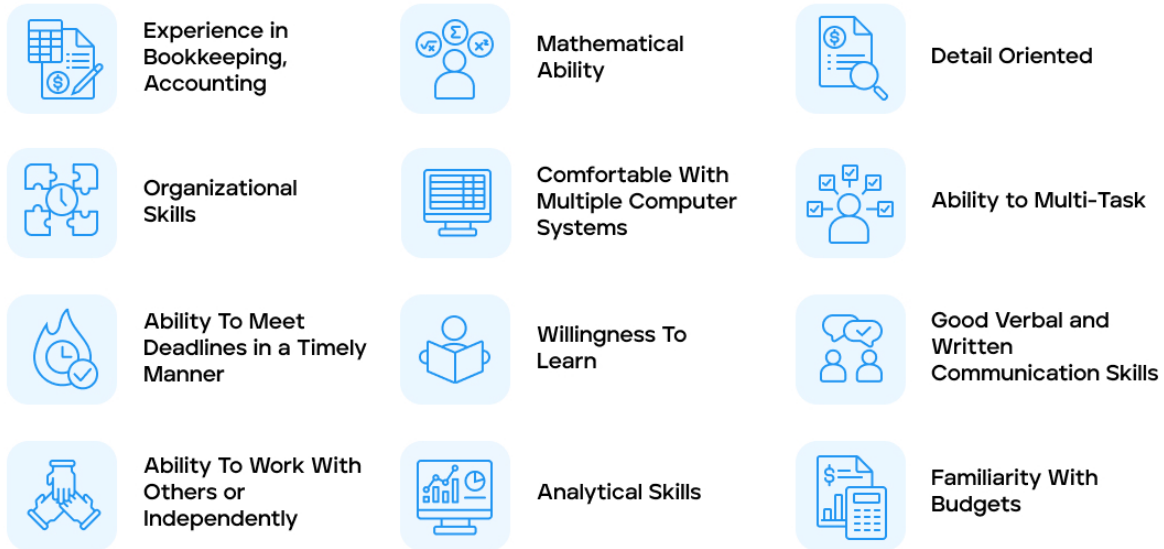 Experience in
Bookkeeping,
Accounting
Mathematical
Ability
Detail Oriented
Organizational
Skills
Comfortable With
Multiple Computer
Systems
Ability to Multi-Task
Ability To Meet
Deadlines in a Timely
Manner
Willingness To
Learn
Good Verbal and
Written
Communication Skills
Ability To Work With
Others or
Independently
Analytical Skills
Familiarity With
Budgets